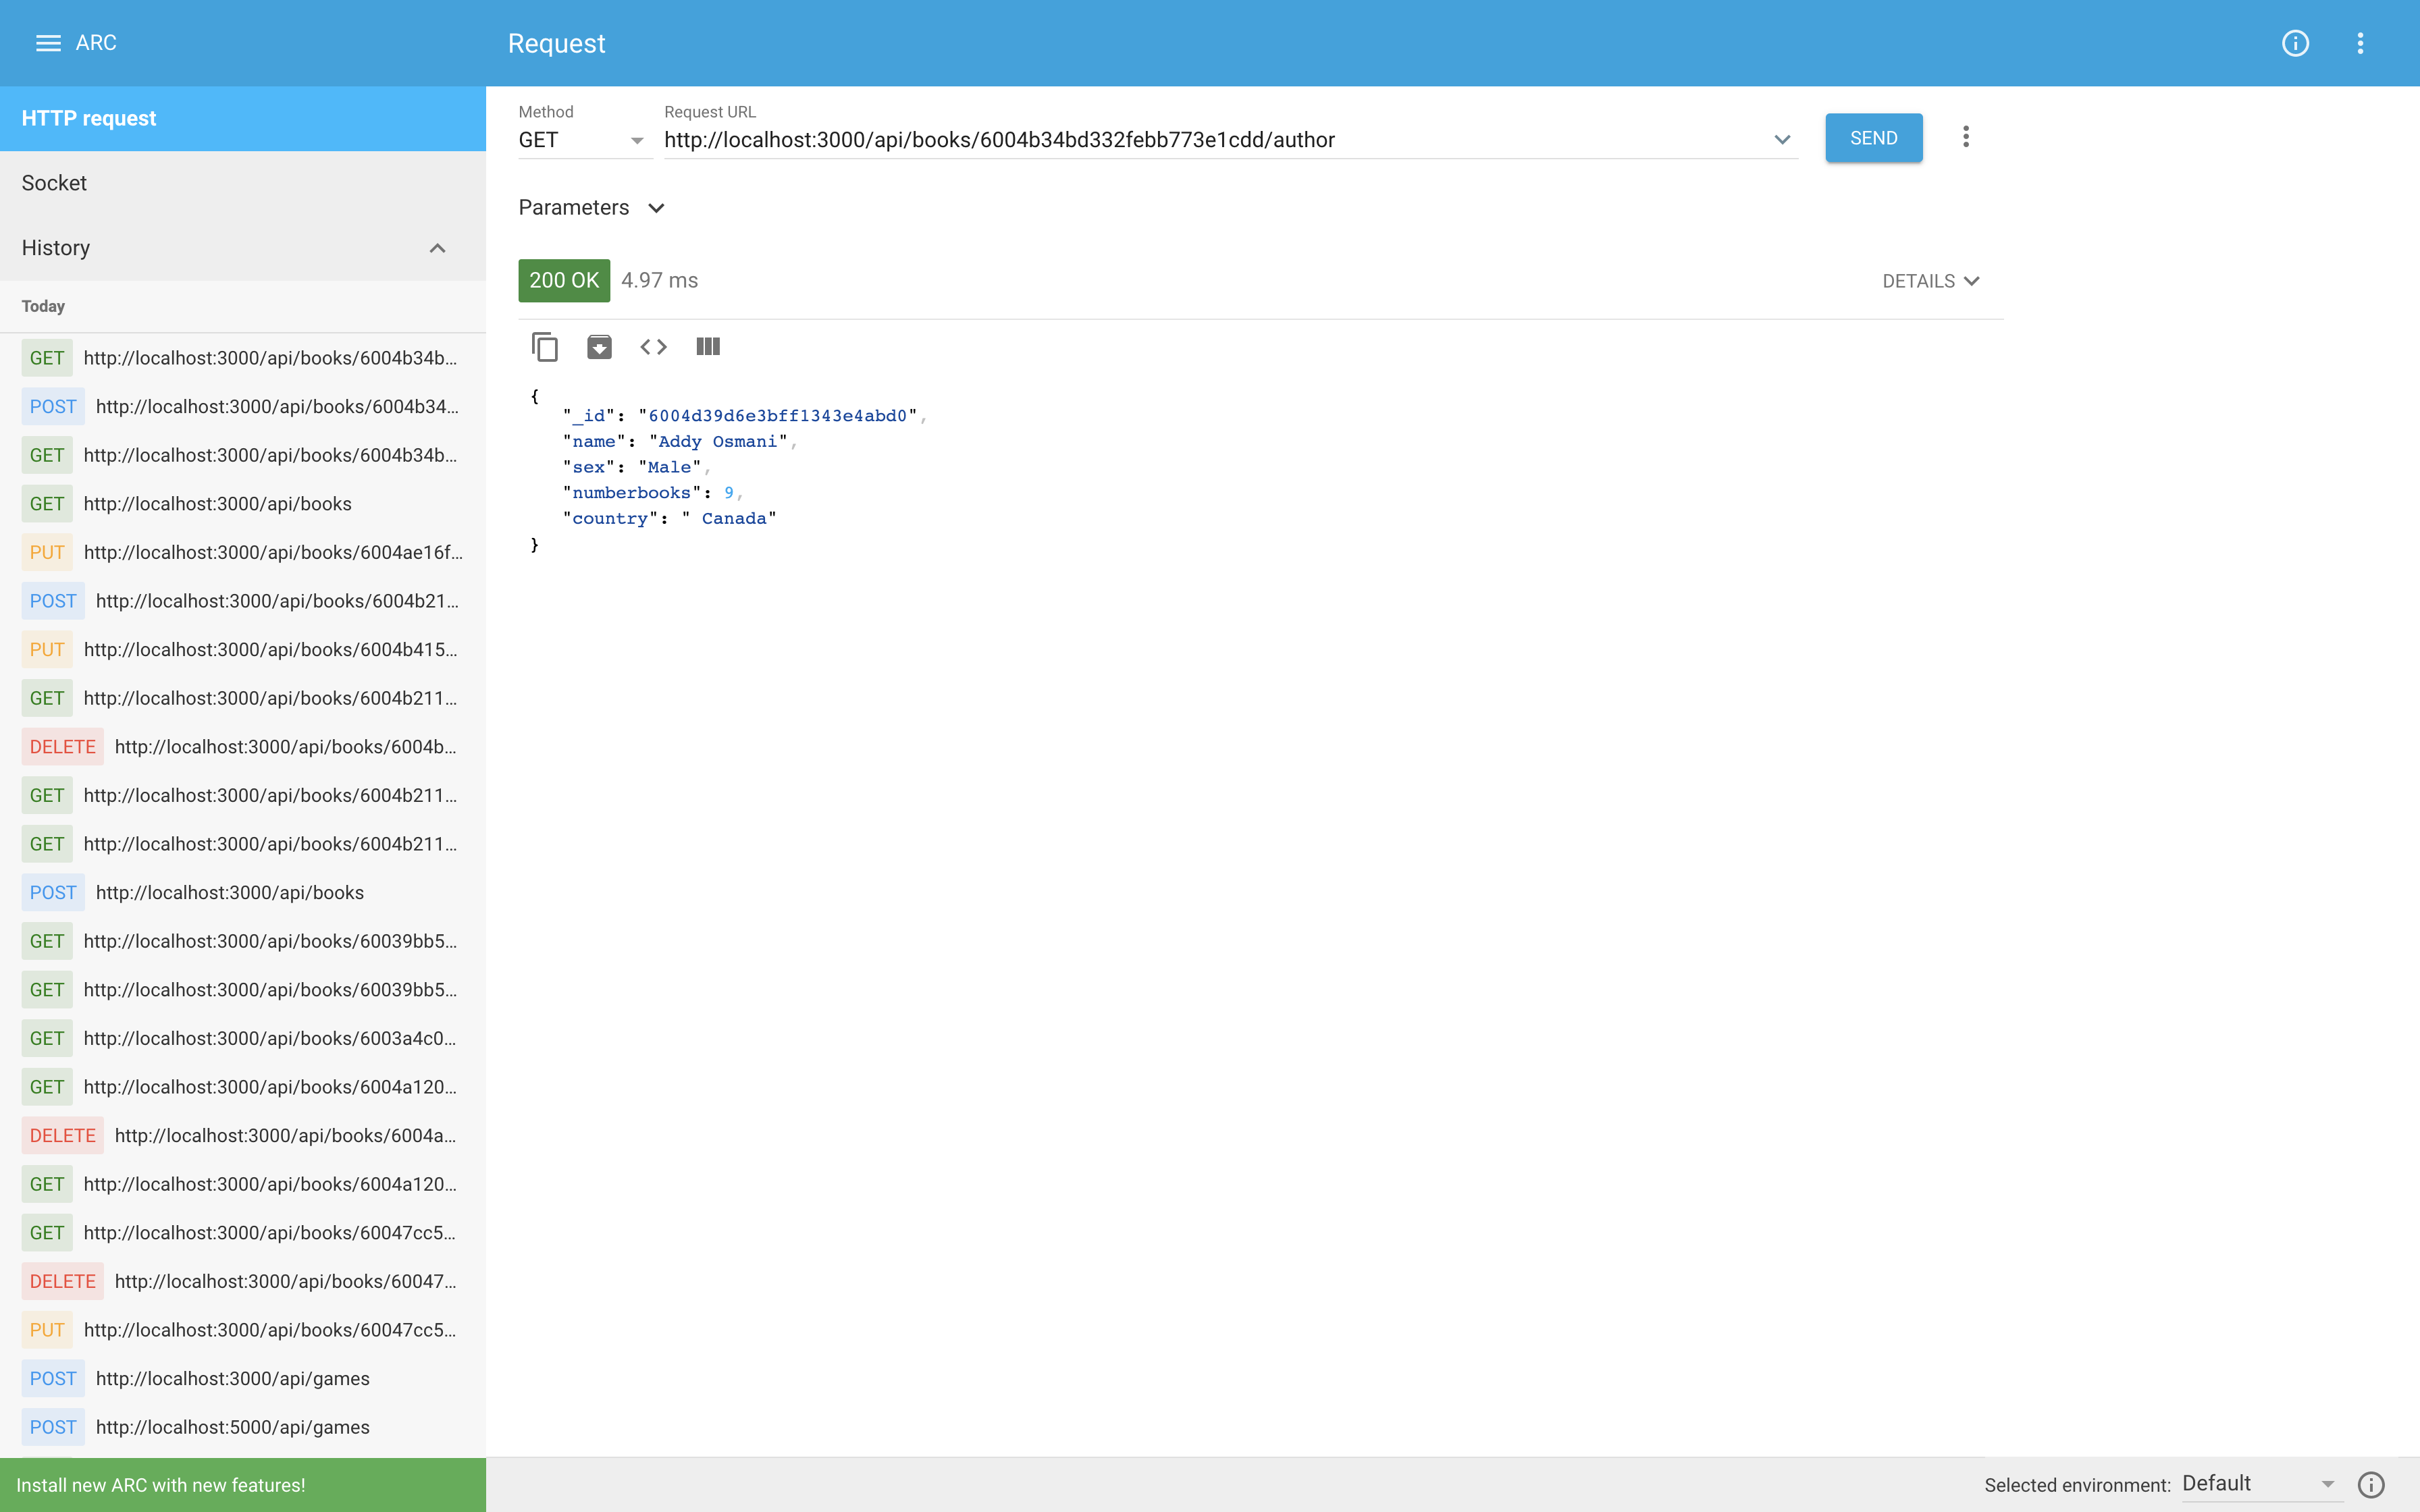 ARC
Request
HTTP request
Socket
History
Today
GET http://localhost:3000/api/books/6004b34b...
POST http://localhost:3000/api/books/6004b34...
GET http://localhost:3000/api/books/6004b34b...
GET http://localhost:3000/api/books
PUT http://localhost:3000/api/books/6004ae16f...
POST http://localhost:3000/api/books/6004b21...
PUT http://localhost:3000/api/books/6004b415...
GET http://localhost:3000/api/books/6004b211...
DELETE http://localhost:3000/api/books/6004b...
GET http://localhost:3000/api/books/6004b211...
GET http://localhost:3000/api/books/6004b211...
POST http://localhost:3000/api/books
GET http://localhost:3000/api/books/60039bb5...
GET http://localhost:3000/api/books/60039bb5...
GET http://localhost:3000/api/books/6003a4c0...
GET http://localhost:3000/api/books/6004a120...
DELETE http://localhost:3000/api/books/6004a...
GET http://localhost:3000/api/books/6004a120...
GET http://localhost:3000/api/books/60047cc5...
DELETE http://localhost:3000/api/books/60047...
PUT http://localhost:3000/api/books/60047cc5...
POST http://localhost:3000/api/games
POST http://localhost:5000/api/games
Install new ARC with new features!
Method
GET
Request URL
http://localhost:3000/api/books/6004b34bd332febb773e1cdd/author
SEND
Parameters
200 OK 4.97 ms
DETAILS
{
"_id": "6004d39d6e3bff1343e4abd0",
"name": "Addy Osmani",
"sex": "Male",
"numberbooks": 9,
"country": " Canada"
}
Selected environment: Default